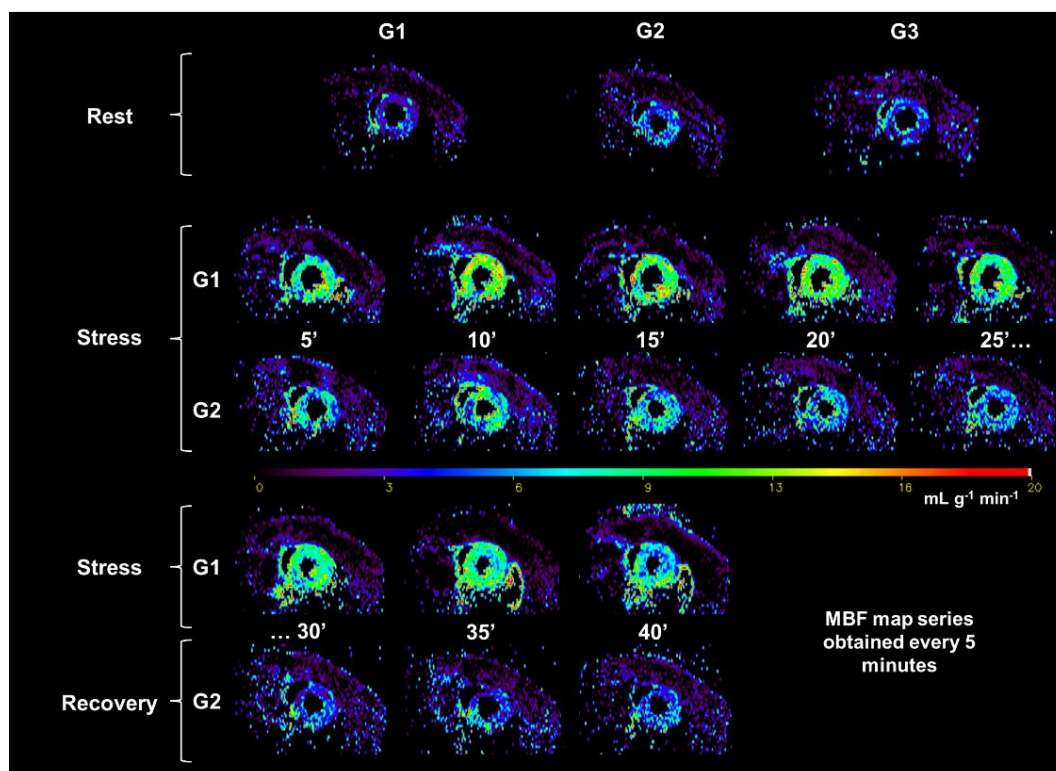 G1 G2 G3
Rest
G1
Stress
5' 10' 15' 20' 25'...
G2
0 3 6 9 13 16 20
mL g⁻¹ min⁻¹
Stress G1
... 30' 35' 40'
MBF map series
obtained every 5
minutes
Recovery G2